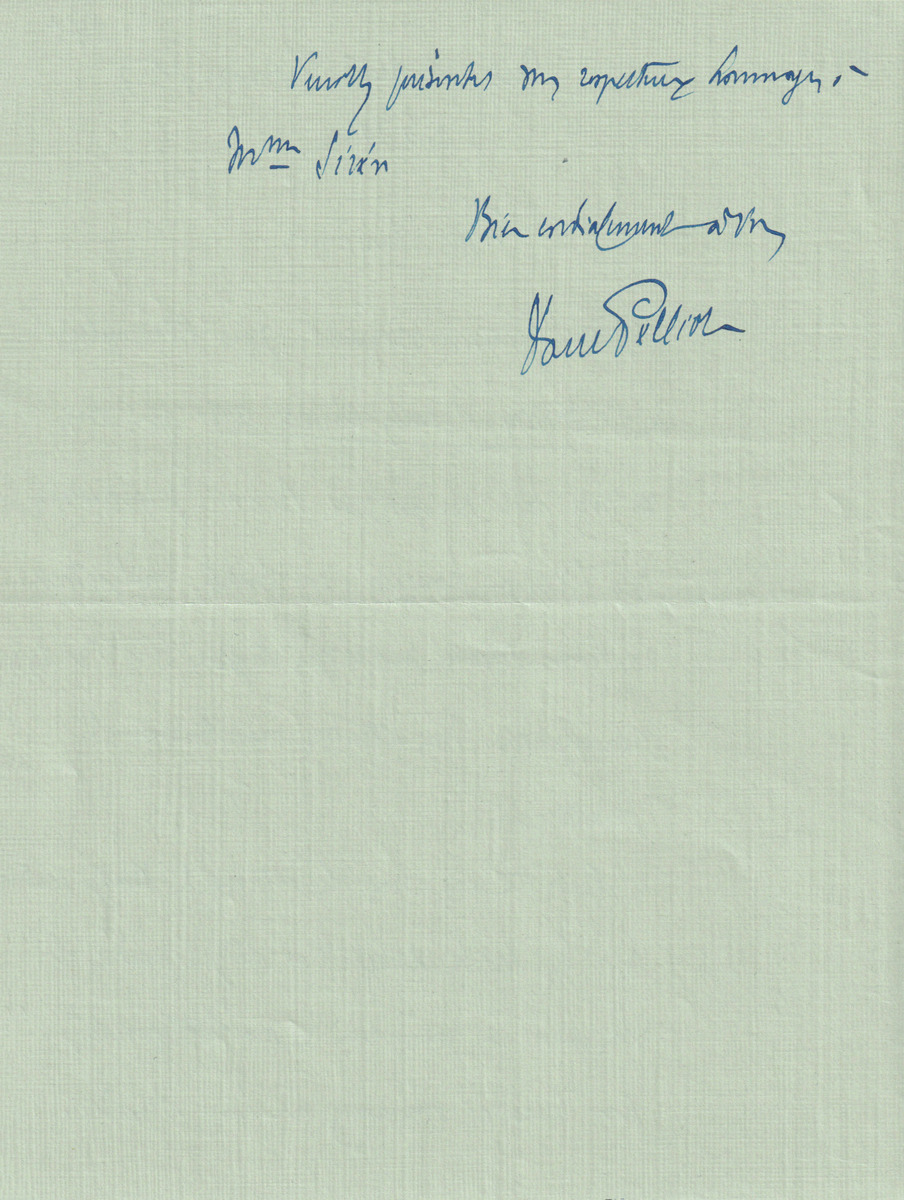 Veuillez présenter mes respectueux hommages à
Mme Sirén
Bien cordialement à vous
Paul Pelliot